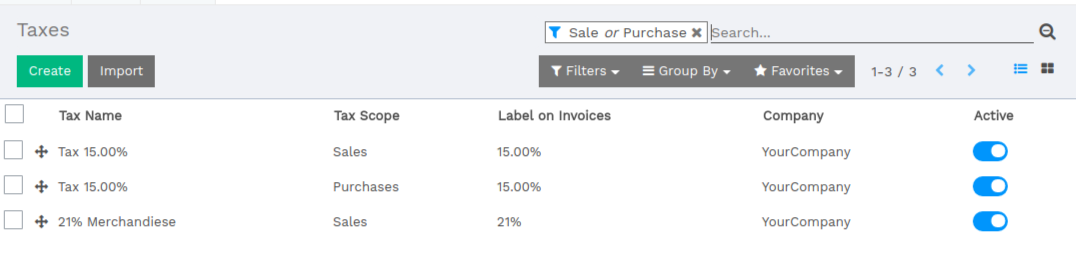 Taxes
Sale or Purchase Search...
Create Import Filters Group By Favorites 1-3 / 3
Tax Name Tax Scope Label on Invoices Company Active
Tax 15.00% Sales 15.00% YourCompany
Tax 15.00% Purchases 15.00% YourCompany
21% Merchandiese Sales 21% YourCompany